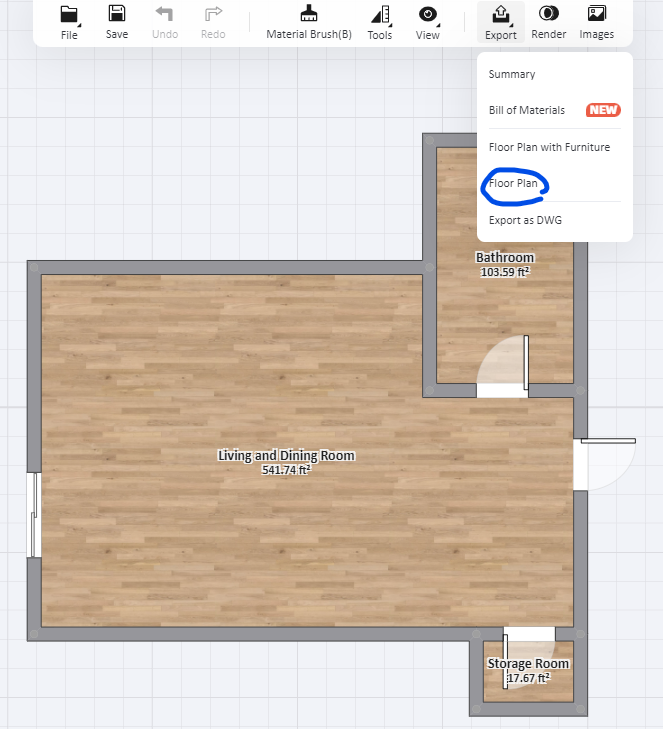 File
Save
Undo
Redo
Material Brush(B)
Tools
View
Export
Render
Images
Summary
Bill of Materials NEW
Floor Plan with Furniture
Floor Plan
Export as DWG
Bathroom
103.59 ft²
Living and Dining Room
541.74 ft²
Storage Room
17.67 ft²